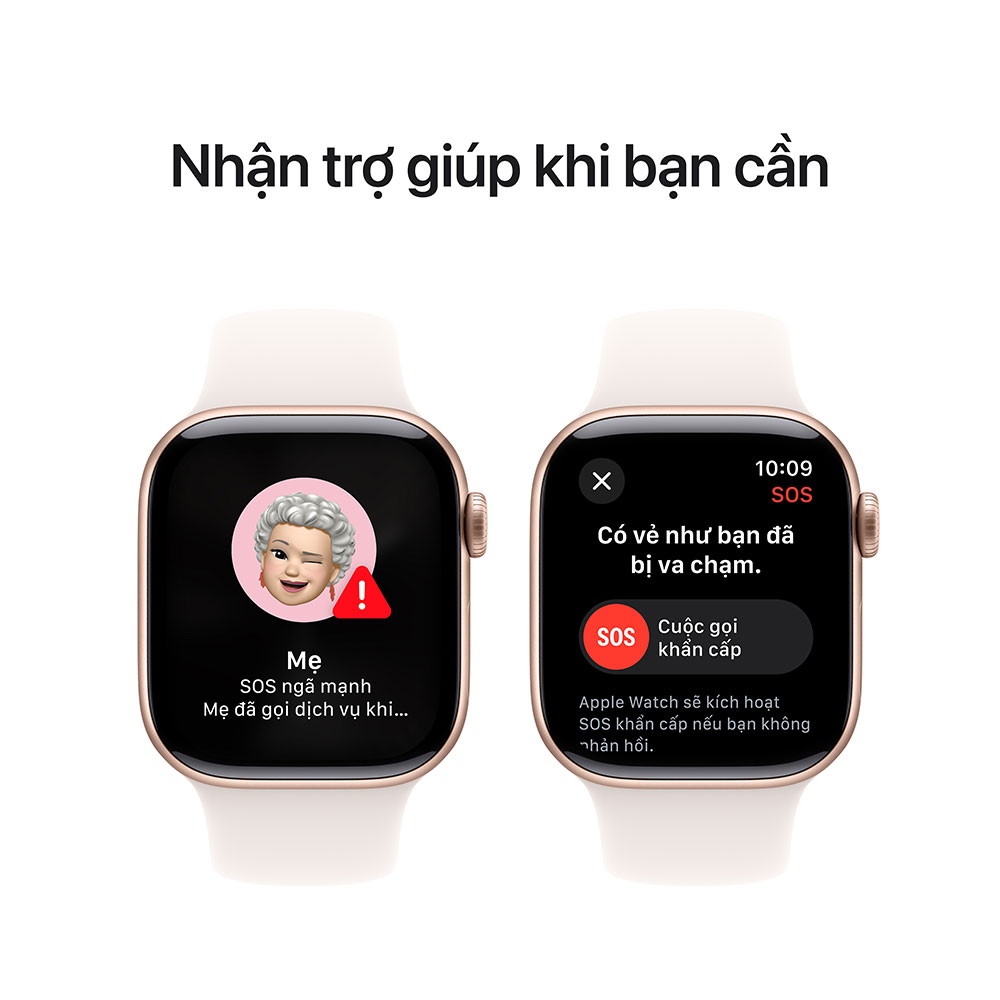 Nhận trợ giúp khi bạn cần
Mẹ
SOS ngã mạnh
Mẹ đã gọi dịch vụ khi...
10:09
SOS
Có vẻ như bạn đã
bị va chạm.
SOS
Cuộc gọi
khẩn cấp
Apple Watch sẽ kích hoạt
SOS khẩn cấp nếu bạn không
phản hồi.